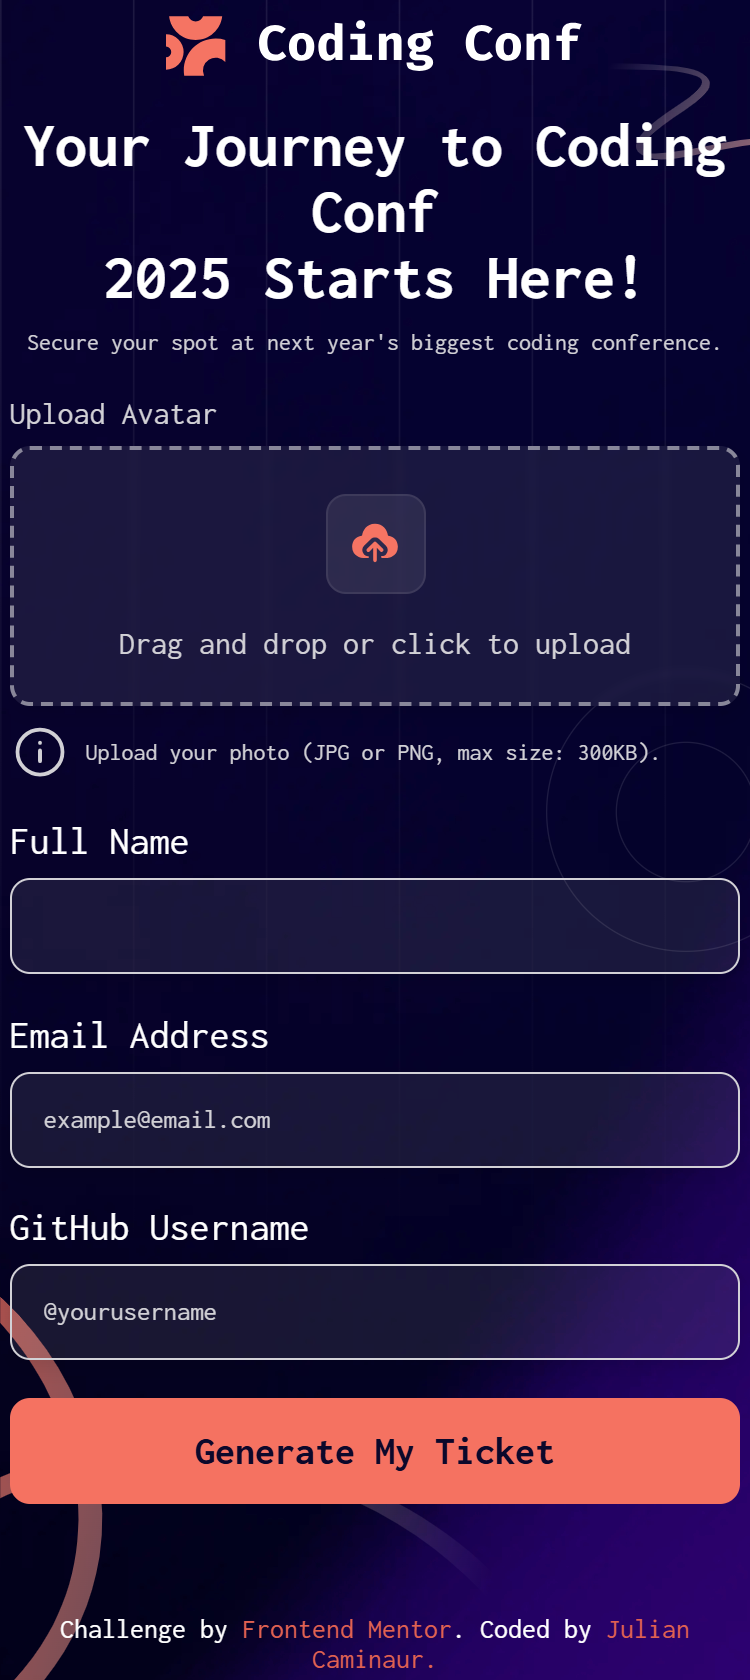 Coding Conf
Your Journey to Coding
Conf
2025 Starts Here!
Secure your spot at next year's biggest coding conference.
Upload Avatar
Drag and drop or click to upload
Upload your photo (JPG or PNG, max size: 300KB).
Full Name
Email Address
example@email.com
GitHub Username
@yourusername
Generate My Ticket
Challenge by Frontend Mentor. Coded by Julian
Caminaur.